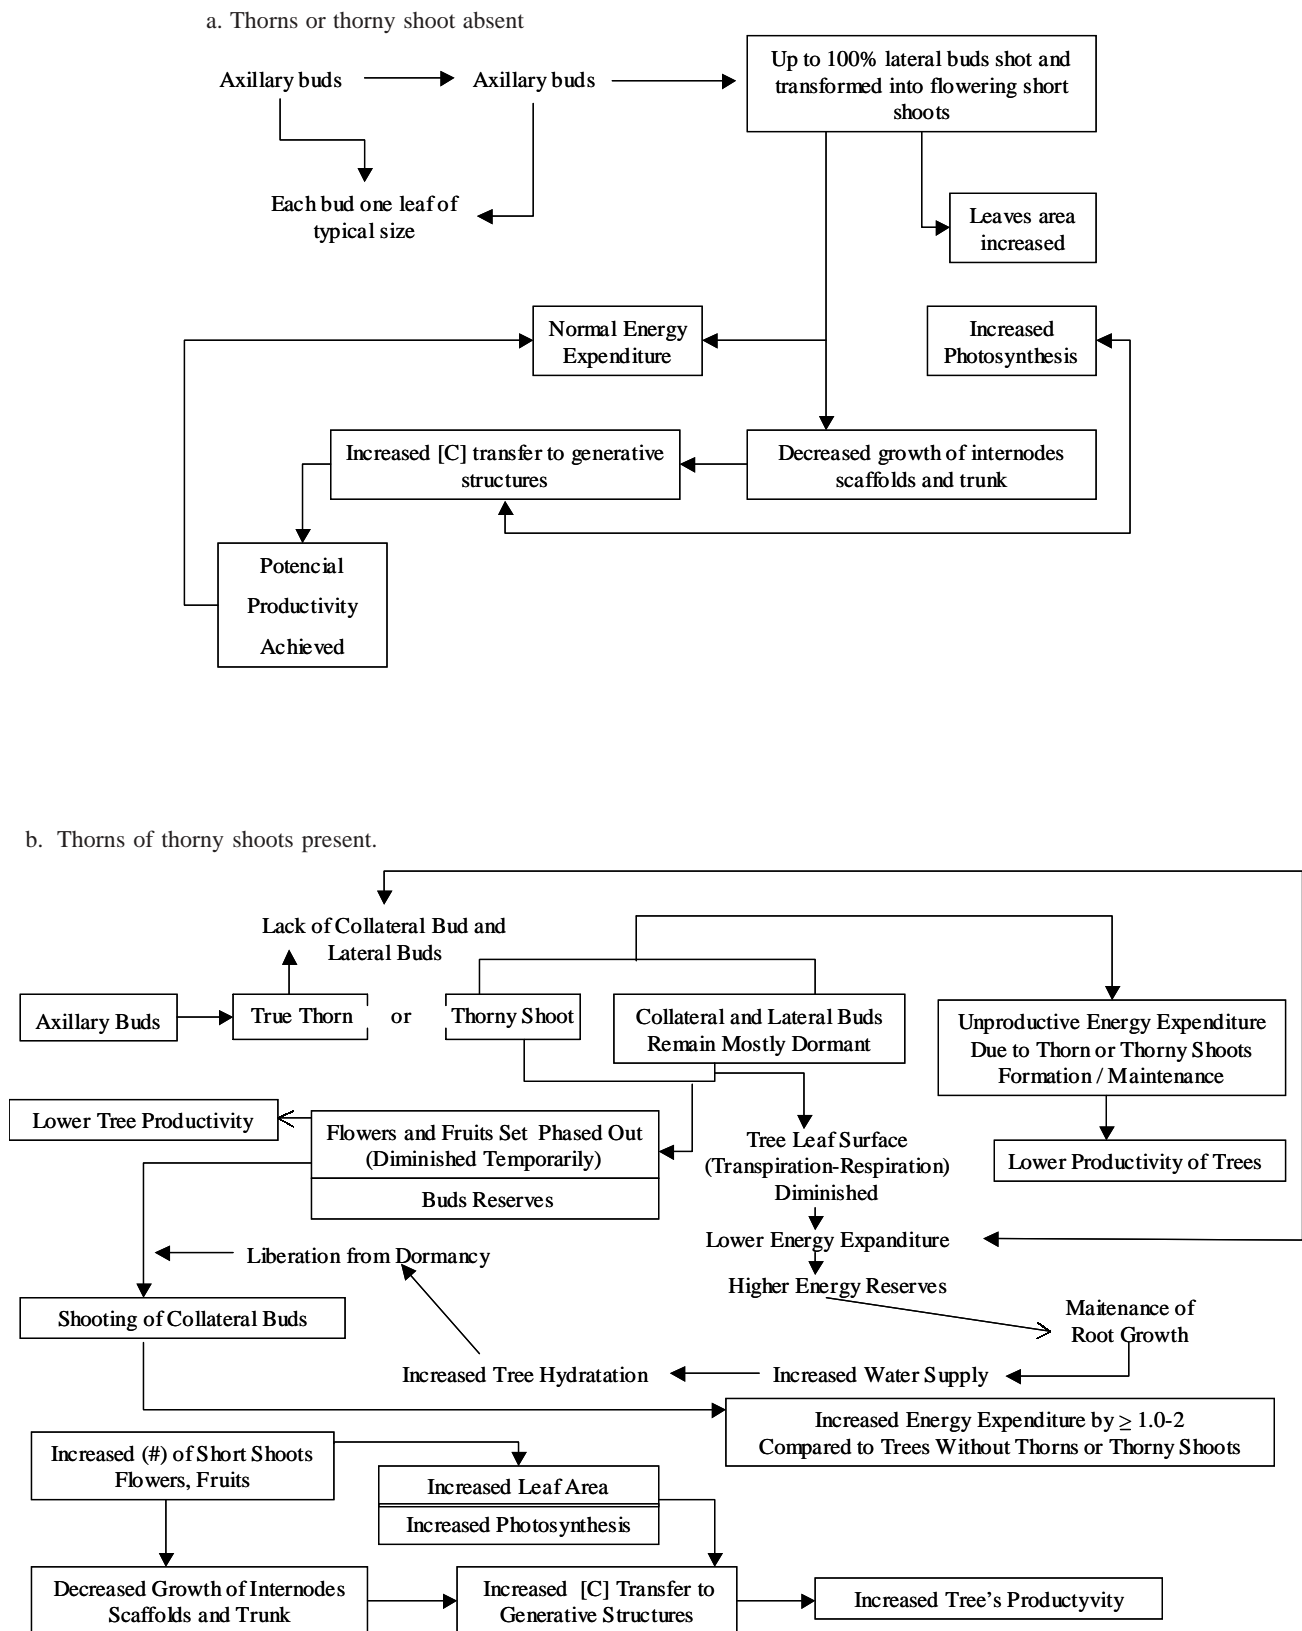 a. Thorns or thorny shoot absent
Axillary buds
Axillary buds
Up to 100% lateral buds shot and
transformed into flowering short
shoots
Each bud one leaf of
typical size
Leaves area
increased
Normal Energy
Expenditure
Increased
Photosynthesis
Increased [C] transfer to generative
structures
Decreased growth of internodes
scaffolds and trunk
Potencial
Productivity
Achieved
b. Thorns of thorny shoots present.
Lack of Collateral Bud and
Lateral Buds
Axillary Buds
True Thorn
or
Thorny Shoot
Collateral and Lateral Buds
Remain Mostly Dormant
Unproductive Energy Expenditure
Due to Thorn or Thorny Shoots
Formation / Maintenance
Lower Tree Productivity
Flowers and Fruits Set Phased Out
(Diminished Temporarily)
Buds Reserves
Tree Leaf Surface
(Transpiration-Respiration)
Diminished
Lower Productivity of Trees
Lower Energy Expanditure
Liberation from Dormancy
Higher Energy Reserves
Shooting of Collateral Buds
Maitenance of
Root Growth
Increased Tree Hydratation
Increased Water Supply
Increased Energy Expenditure by ≥ 1.0-2
Compared to Trees Without Thorns or Thorny Shoots
Increased (#) of Short Shoots
Flowers, Fruits
Increased Leaf Area
Increased Photosynthesis
Decreased Growth of Internodes
Scaffolds and Trunk
Increased [C] Transfer to
Generative Structures
Increased Tree's Productyvity